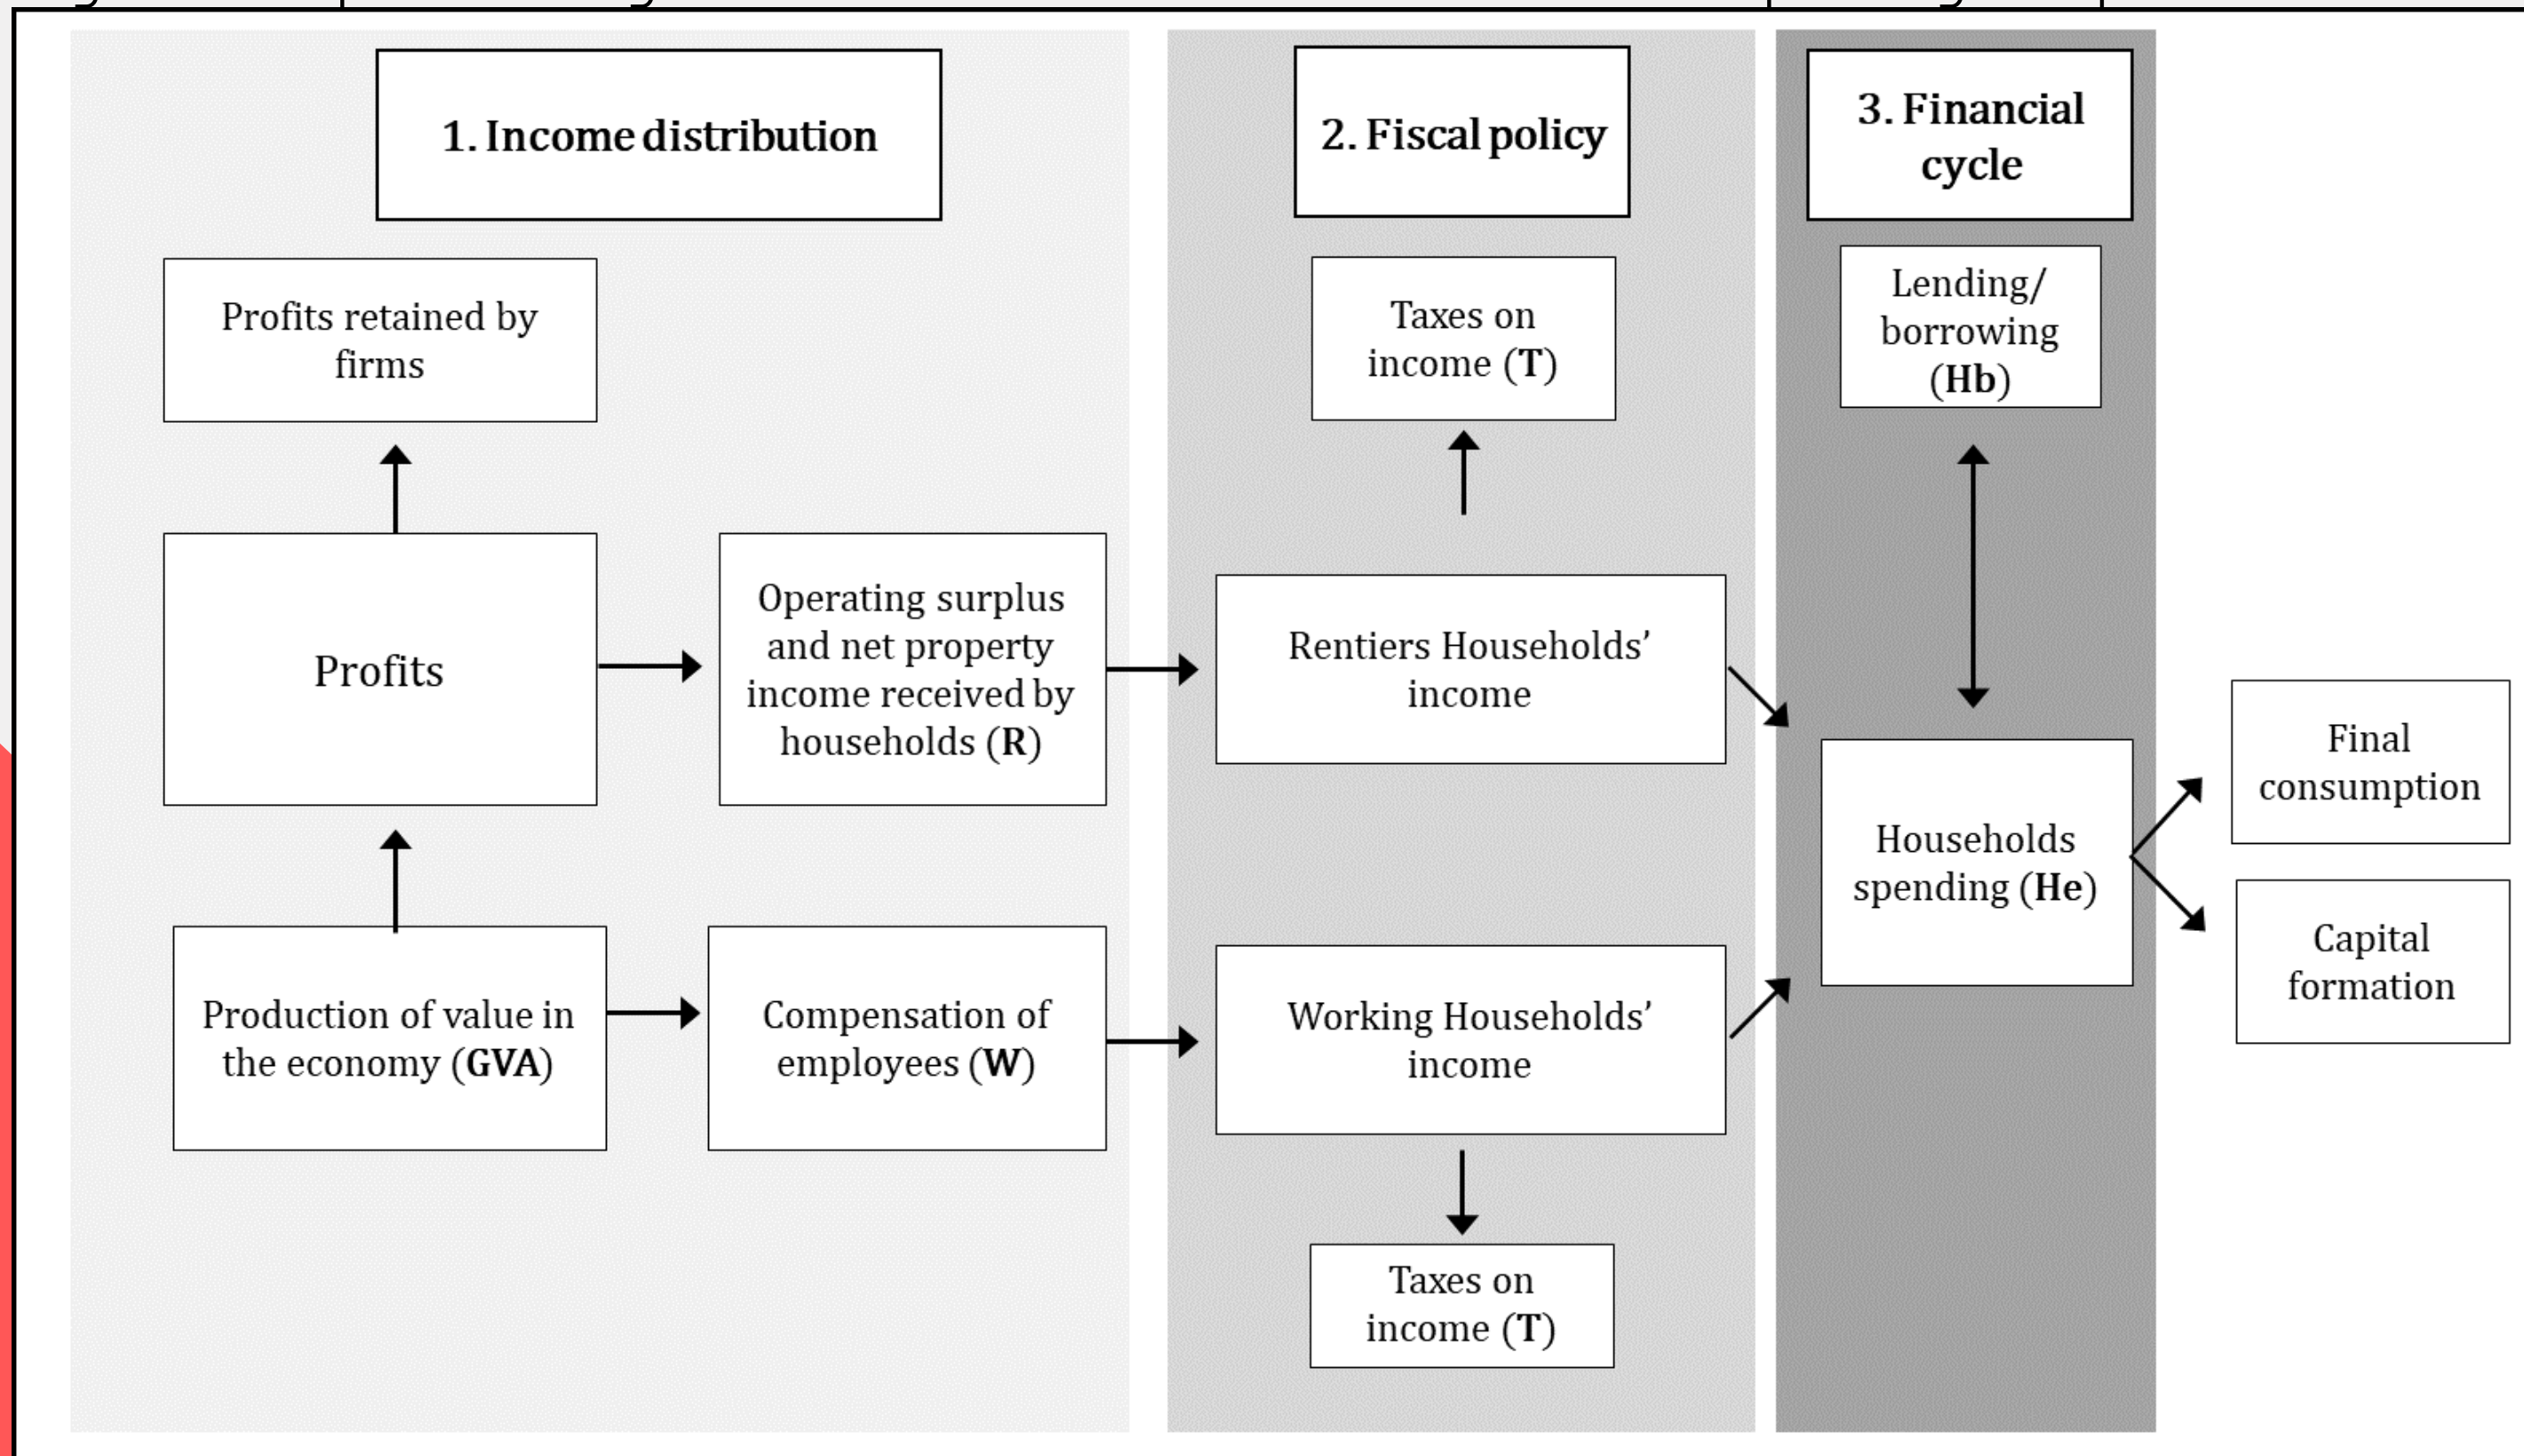 1. Income distribution
2. Fiscal policy
3. Financial
cycle
Profits retained by
firms
Taxes on
income (T)
Lending/
borrowing
(Hb)
Profits
Operating surplus
and net property
income received by
households (R)
Rentiers Households’
income
Final
consumption
Households
spending (He)
Capital
formation
Production of value in
the economy (GVA)
Compensation of
employees (W)
Working Households’
income
Taxes on
income (T)